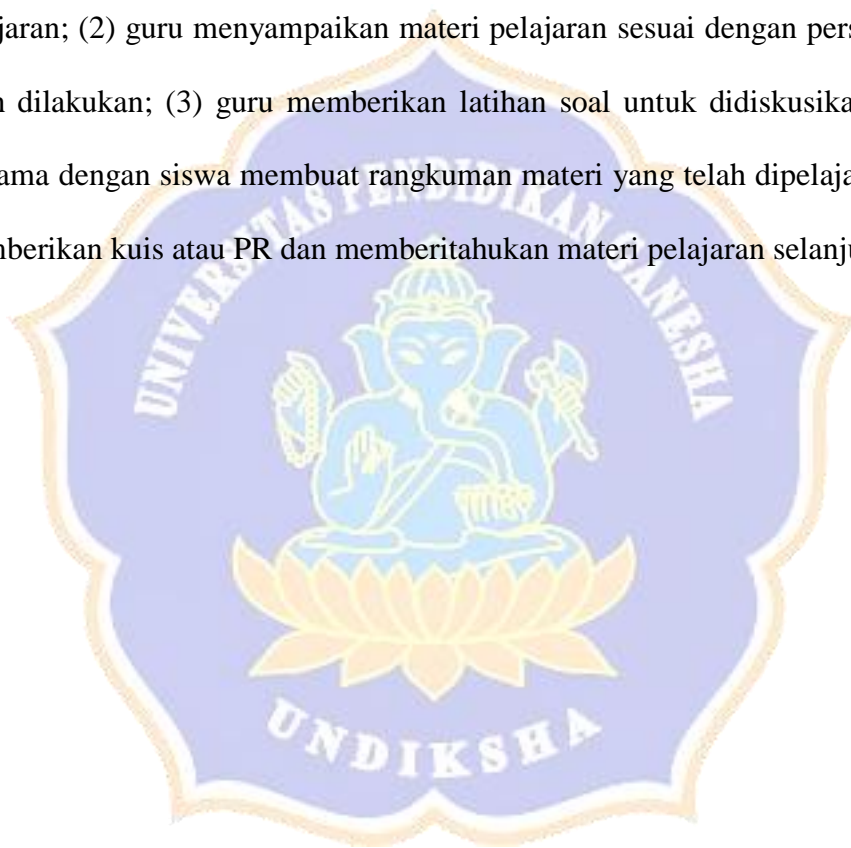 jaran; (2) guru menyampaikan materi pelajaran sesuai dengan pers
dilakukan; (3) guru memberikan latihan soal untuk didiskusika
ama dengan siswa membuat rangkuman materi yang telah dipelaja
berikan kuis atau PR dan memberitahukan materi pelajaran selanju
UNIVERSITAS PENDIDIKAN GANESHA
UNDIKSHA